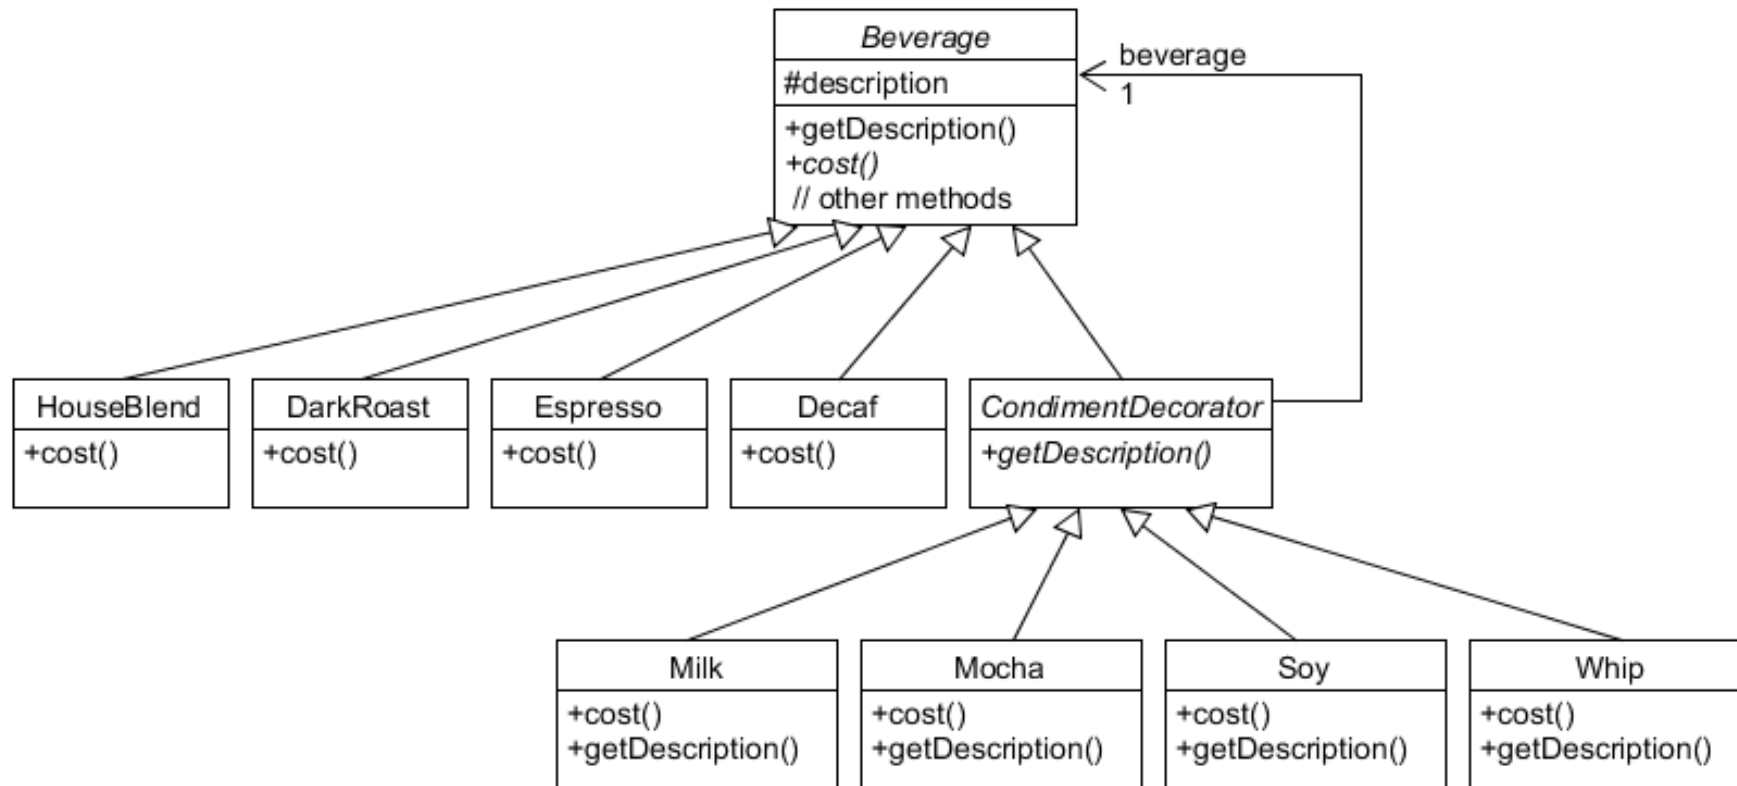 Beverage
#description
+getDescription()
+cost()
// other methods
beverage
1
HouseBlend
+cost()
DarkRoast
+cost()
Espresso
+cost()
Decaf
+cost()
CondimentDecorator
+getDescription()
Milk
+cost()
+getDescription()
Mocha
+cost()
+getDescription()
Soy
+cost()
+getDescription()
Whip
+cost()
+getDescription()